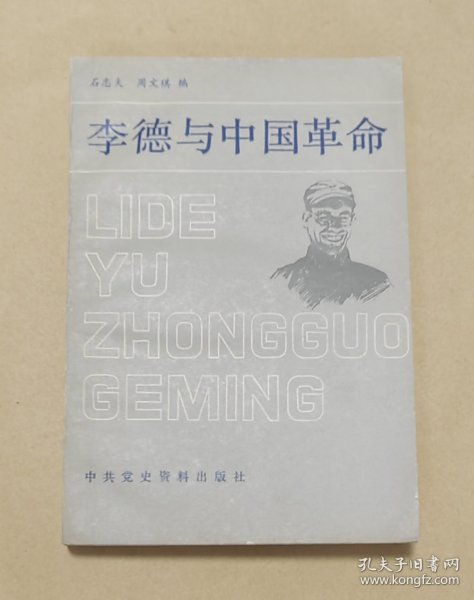 石忠夫 周文琪 编
李德与中国革命
LIDE
YU
ZHONGGUO
GEMING
中共党史资料出版社
孔夫子旧书网
www.kongfz.com